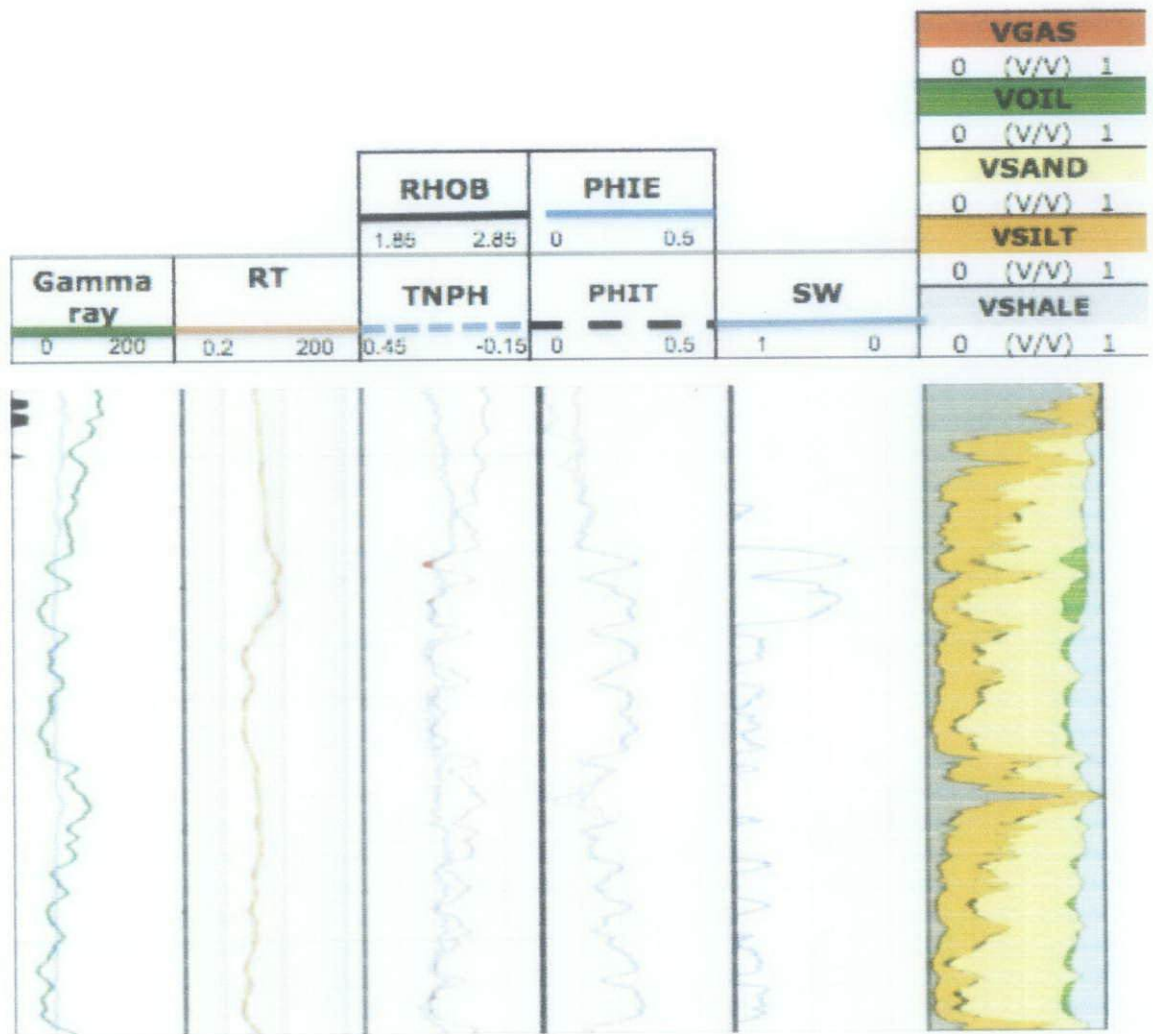 VGAS
0 (V/V) 1
VOIL
0 (V/V) 1
VSAND
0 (V/V) 1
VSILT
0 (V/V) 1
VSHALE
0 (V/V) 1
RHOB
1.85 2.85
PHIE
0 0.5
Gamma
ray
0 200
RT
0.2 200
TNPH
0.45 -0.15
PHIT
0 0.5
SW
1 0